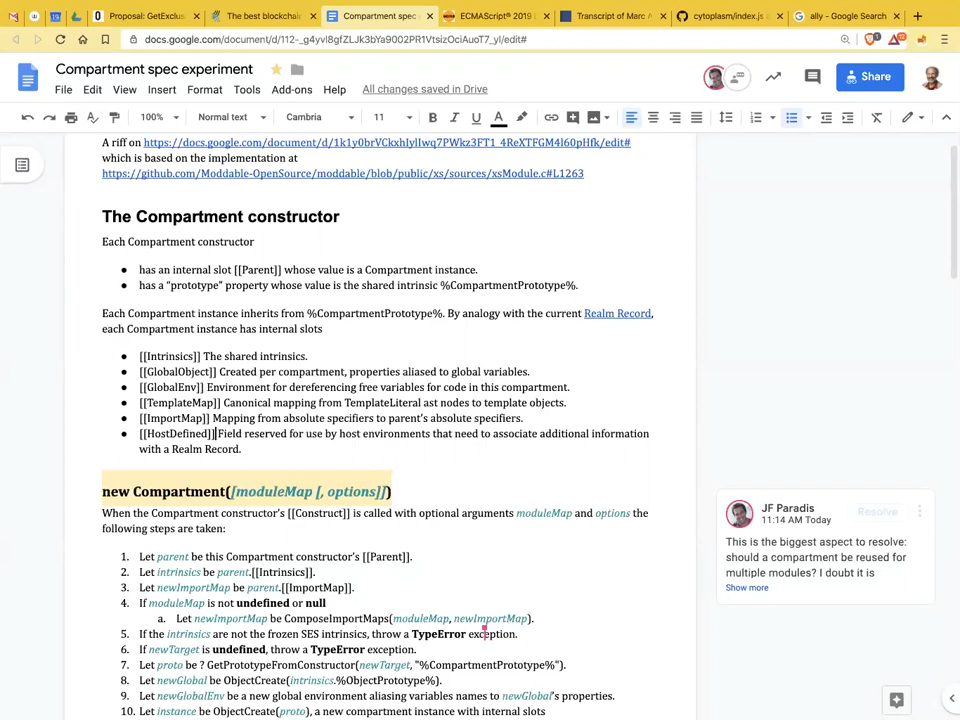 Proposal: GetExclus
The best blockchain
Compartment spec
ECMAScript® 2019
Transcript of Marc A
cytoplasm/index.js
ally - Google Search
docs.google.com/document/d/112-_g4yvl8gfZLJk3bYa9002PR1VtsizOciAuoT7_yl/edit#
Compartment spec experiment
File Edit View Insert Format Tools Add-ons Help All changes saved in Drive
Share
100% Normal text Cambria 11 B I U A
A riff on https://docs.google.com/document/d/1k1y0brVCkxhIylIwq7PWkz3FT1_4ReXTFGM4l60pHfk/edit#
which is based on the implementation at
https://github.com/Moddable-OpenSource/moddable/blob/public/xs/sources/xsModule.c#L1263
The Compartment constructor
Each Compartment constructor
● has an internal slot [[Parent]] whose value is a Compartment instance.
● has a “prototype” property whose value is the shared intrinsic %CompartmentPrototype%.
Each Compartment instance inherits from %CompartmentPrototype%. By analogy with the current Realm Record,
each Compartment instance has internal slots
● [[Intrinsics]] The shared intrinsics.
● [[GlobalObject]] Created per compartment, properties aliased to global variables.
● [[GlobalEnv]] Environment for dereferencing free variables for code in this compartment.
● [[TemplateMap]] Canonical mapping from TemplateLiteral ast nodes to template objects.
● [[ImportMap]] Mapping from absolute specifiers to parent's absolute specifiers.
● [[HostDefined]] Field reserved for use by host environments that need to associate additional information
with a Realm Record.
new Compartment([moduleMap [, options]])
When the Compartment constructor's [[Construct]] is called with optional arguments moduleMap and options the
following steps are taken:
1. Let parent be this Compartment constructor's [[Parent]].
2. Let intrinsics be parent.[[Intrinsics]].
3. Let newImportMap be parent.[[ImportMap]].
4. If moduleMap is not undefined or null
a. Let newImportMap be ComposeImportMaps(moduleMap, newImportMap).
5. If the intrinsics are not the frozen SES intrinsics, throw a TypeError exception.
6. If newTarget is undefined, throw a TypeError exception.
7. Let proto be ? GetPrototypeFromConstructor(newTarget, "%CompartmentPrototype%").
8. Let newGlobal be ObjectCreate(intrinsics.%ObjectPrototype%).
9. Let newGlobalEnv be a new global environment aliasing variables names to newGlobal's properties.
10. Let instance be ObjectCreate(proto), a new compartment instance with internal slots
JF Paradis
11:14 AM Today
Resolve
This is the biggest aspect to resolve:
should a compartment be reused for
multiple modules? I doubt it is
Show more